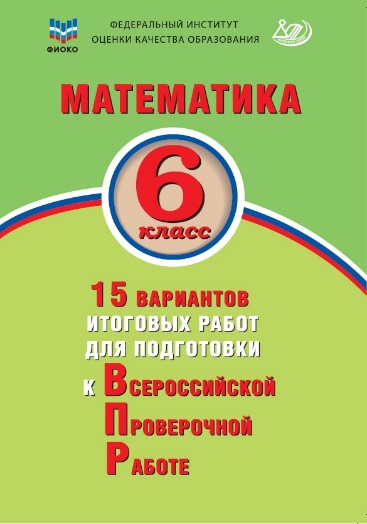 ФИОКО
ФЕДЕРАЛЬНЫЙ ИНСТИТУТ
ОЦЕНКИ КАЧЕСТВА ОБРАЗОВАНИЯ
МАТЕМАТИКА
6
класс
15 ВАРИАНТОВ
ИТОГОВЫХ РАБОТ
ДЛЯ ПОДГОТОВКИ
К ВСЕРОССИЙСКОЙ
ПРОВЕРОЧНОЙ
РАБОТЕ